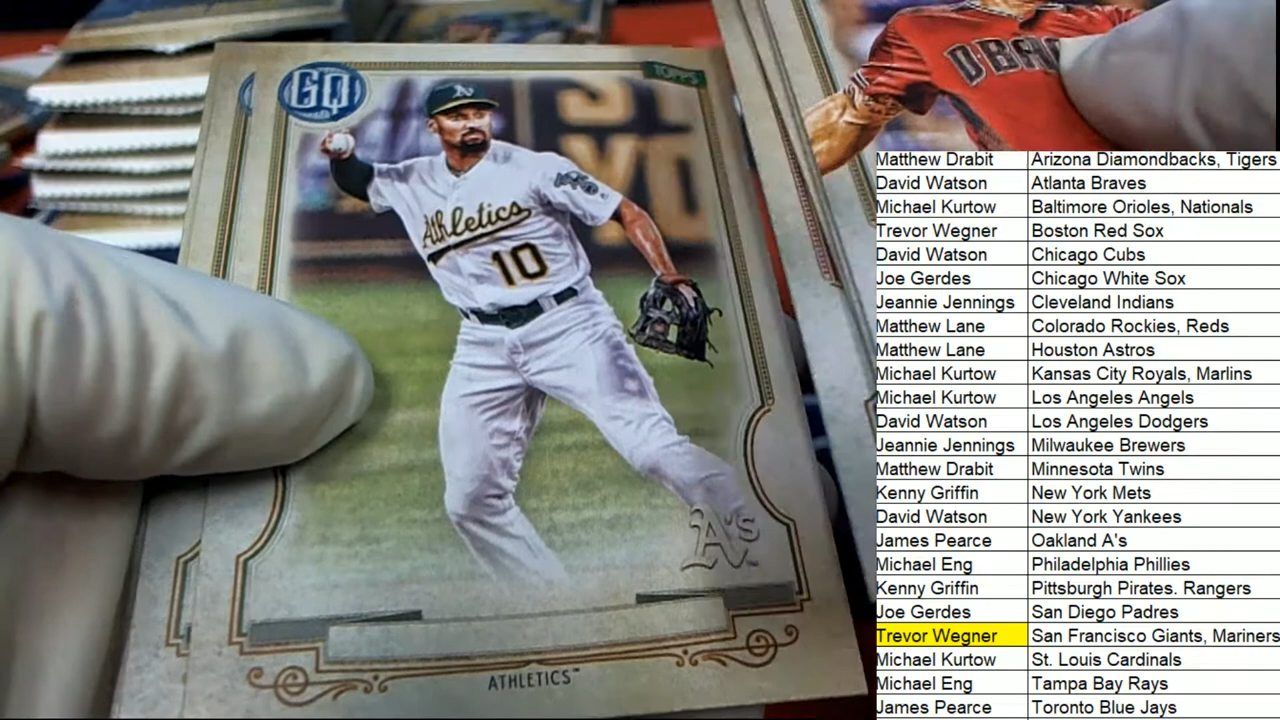 GQ
TOPPS
A's
Athletics
10
A's
ATHLETICS™
D'BA
Matthew Drabit Arizona Diamondbacks, Tigers
David Watson Atlanta Braves
Michael Kurtow Baltimore Orioles, Nationals
Trevor Wegner Boston Red Sox
David Watson Chicago Cubs
Joe Gerdes Chicago White Sox
Jeannie Jennings Cleveland Indians
Matthew Lane Colorado Rockies, Reds
Matthew Lane Houston Astros
Michael Kurtow Kansas City Royals, Marlins
Michael Kurtow Los Angeles Angels
David Watson Los Angeles Dodgers
Jeannie Jennings Milwaukee Brewers
Matthew Drabit Minnesota Twins
Kenny Griffin New York Mets
David Watson New York Yankees
James Pearce Oakland A's
Michael Eng Philadelphia Phillies
Kenny Griffin Pittsburgh Pirates. Rangers
Joe Gerdes San Diego Padres
Trevor Wegner San Francisco Giants, Mariners
Michael Kurtow St. Louis Cardinals
Michael Eng Tampa Bay Rays
James Pearce Toronto Blue Jays